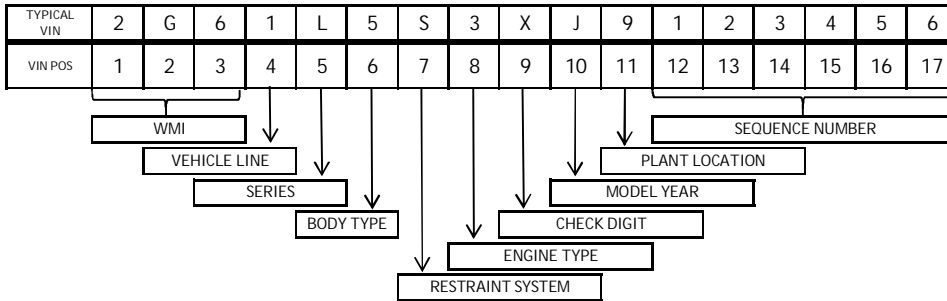 TYPICAL VIN 2 G 6 1 L 5 S 3 X J 9 1 2 3 4 5 6
VIN POS 1 2 3 4 5 6 7 8 9 10 11 12 13 14 15 16 17
WMI SEQUENCE NUMBER
VEHICLE LINE PLANT LOCATION
SERIES MODEL YEAR
BODY TYPE CHECK DIGIT
ENGINE TYPE
RESTRAINT SYSTEM